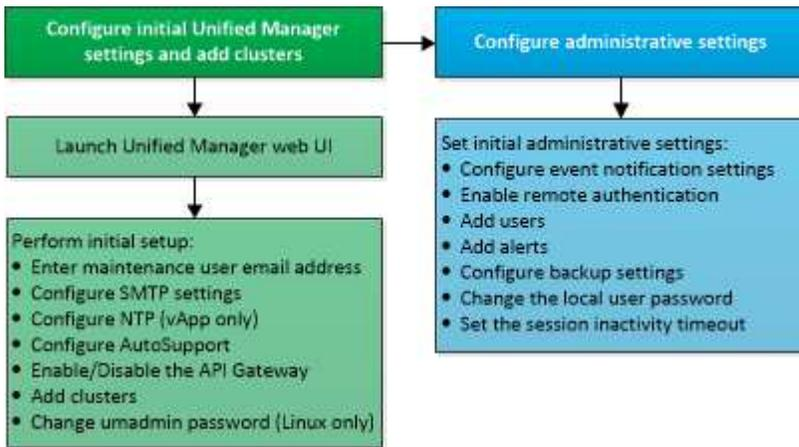 Configure initial Unified Manager
settings and add clusters
Configure administrative settings
Launch Unified Manager web UI
Perform initial setup:
• Enter maintenance user email address
• Configure SMTP settings
• Configure NTP (vApp only)
• Configure AutoSupport
• Enable/Disable the API Gateway
• Add clusters
• Change umadmin password (Linux only)
Set initial administrative settings:
• Configure event notification settings
• Enable remote authentication
• Add users
• Add alerts
• Configure backup settings
• Change the local user password
• Set the session inactivity timeout